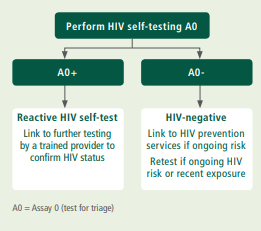 Perform HIV self-testing A0
A0+
A0-
Reactive HIV self-test
Link to further testing
by a trained provider to
confirm HIV status
HIV-negative
Link to HIV prevention
services if ongoing risk
Retest if ongoing HIV
risk or recent exposure
A0 = Assay 0 (test for triage)